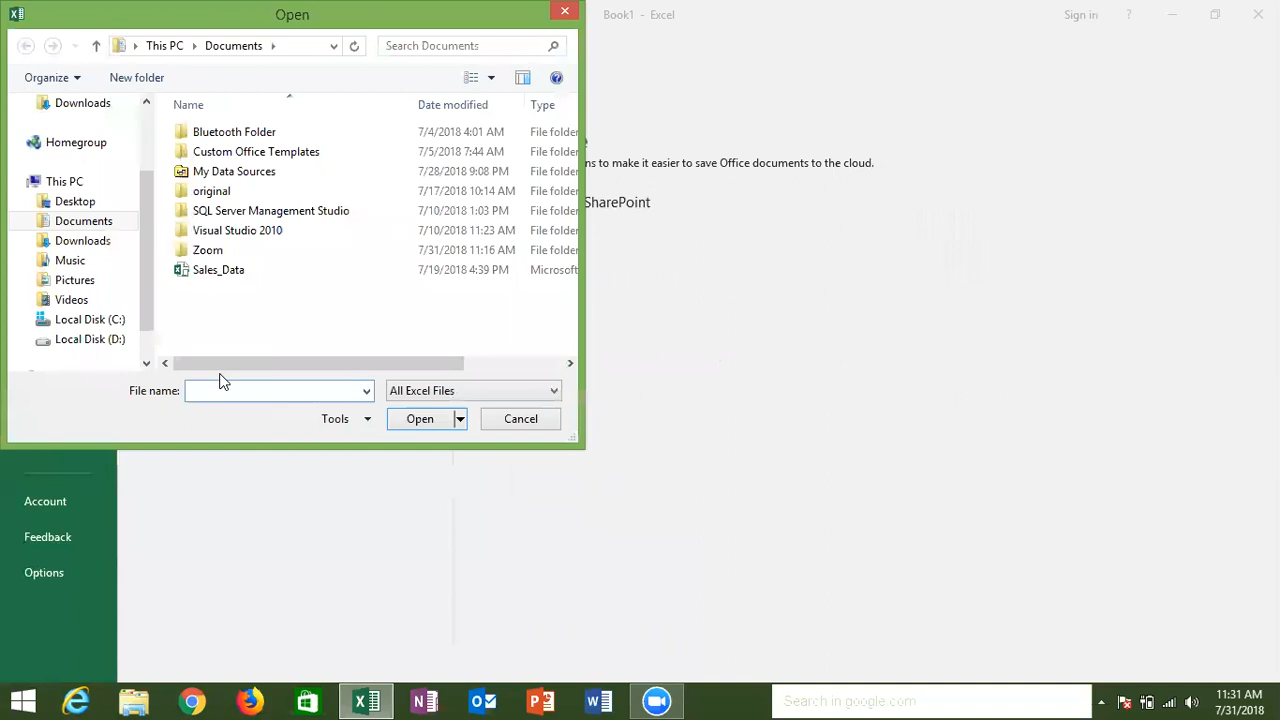 Open
Book1 - Excel
Sign in
?
This PC
Documents
Search Documents
Organize
New folder
Name
Date modified
Type
Downloads
Homegroup
This PC
Desktop
Documents
Downloads
Music
Pictures
Videos
Local Disk (C:)
Local Disk (D:)
Bluetooth Folder 7/4/2018 4:01 AM File folder
Custom Office Templates 7/5/2018 7:44 AM File folder
My Data Sources 7/28/2018 9:08 PM File folder
original 7/17/2018 10:14 AM File folder
SQL Server Management Studio 7/10/2018 1:03 PM File folder
Visual Studio 2010 7/10/2018 11:23 AM File folder
Zoom 7/31/2018 11:16 AM File folder
Sales_Data 7/19/2018 4:39 PM Microsoft
ns to make it easier to save Office documents to the cloud.
SharePoint
File name:
All Excel Files
Tools
Open
Cancel
Account
Feedback
Options
Search in google.com
11:31 AM
7/31/2018